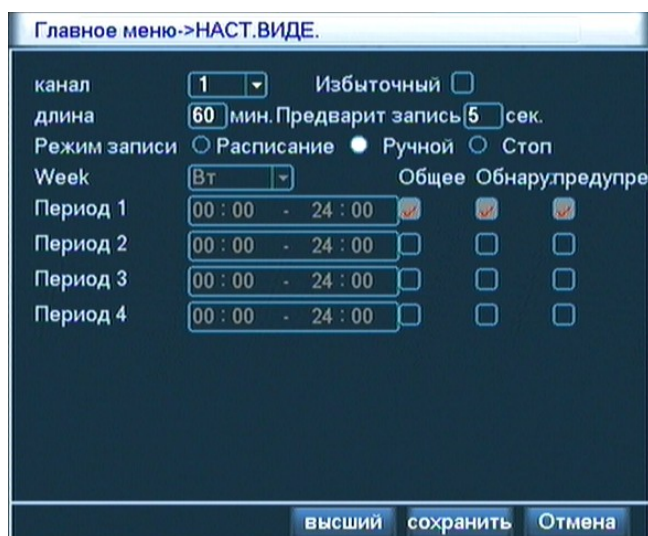 Главное меню->НАСТ.ВИДЕ.
канал 1 Избыточный
длина 60 мин. Предварит запись 5 сек.
Режим записи Расписание Ручной Стоп
Week Вт Общее Обнару:предупре
Период 1 00 : 00 - 24 : 00
Период 2 00 : 00 - 24 : 00
Период 3 00 : 00 - 24 : 00
Период 4 00 : 00 - 24 : 00
высший сохранить Отмена